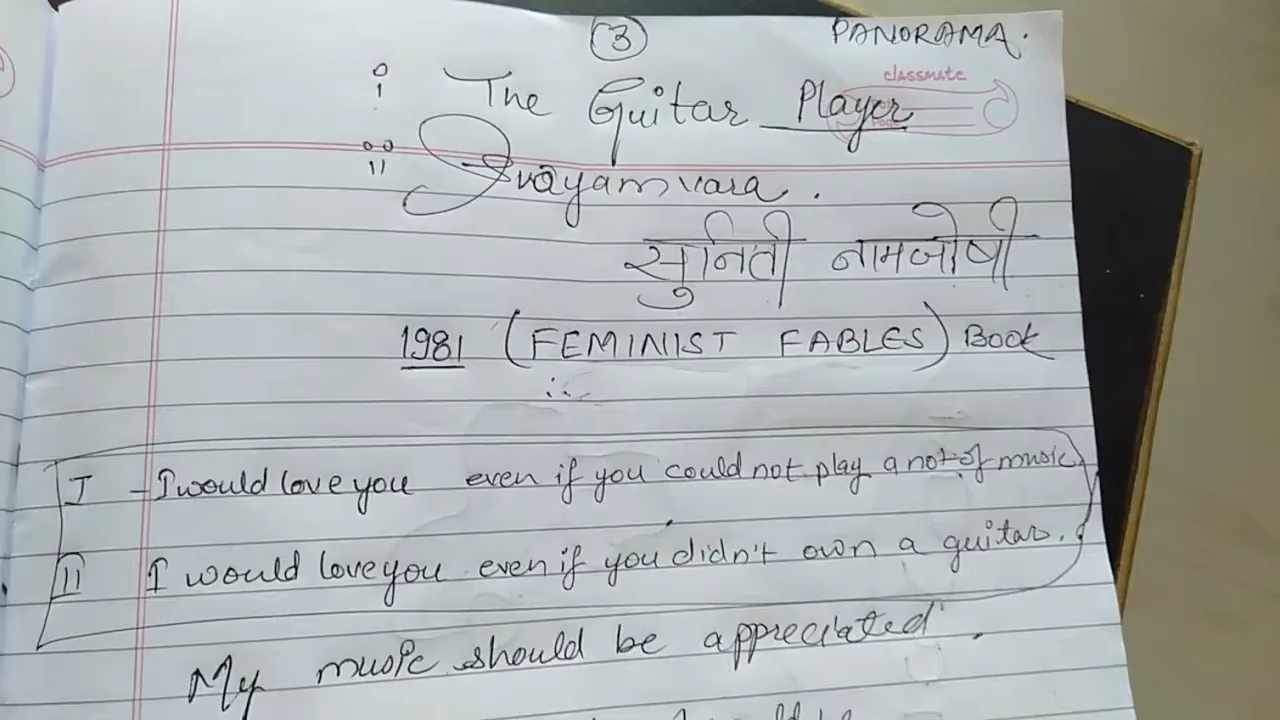 3 PANORAMA.
classmate
i The Guitar Player
ii Svayamvara.
सुनिती नामजोषी
1981 (FEMINIST FABLES) Book
I - I would love you even if you could not play a not of music
II I would love you even if you didn't own a guitar.
My music should be appreciated.